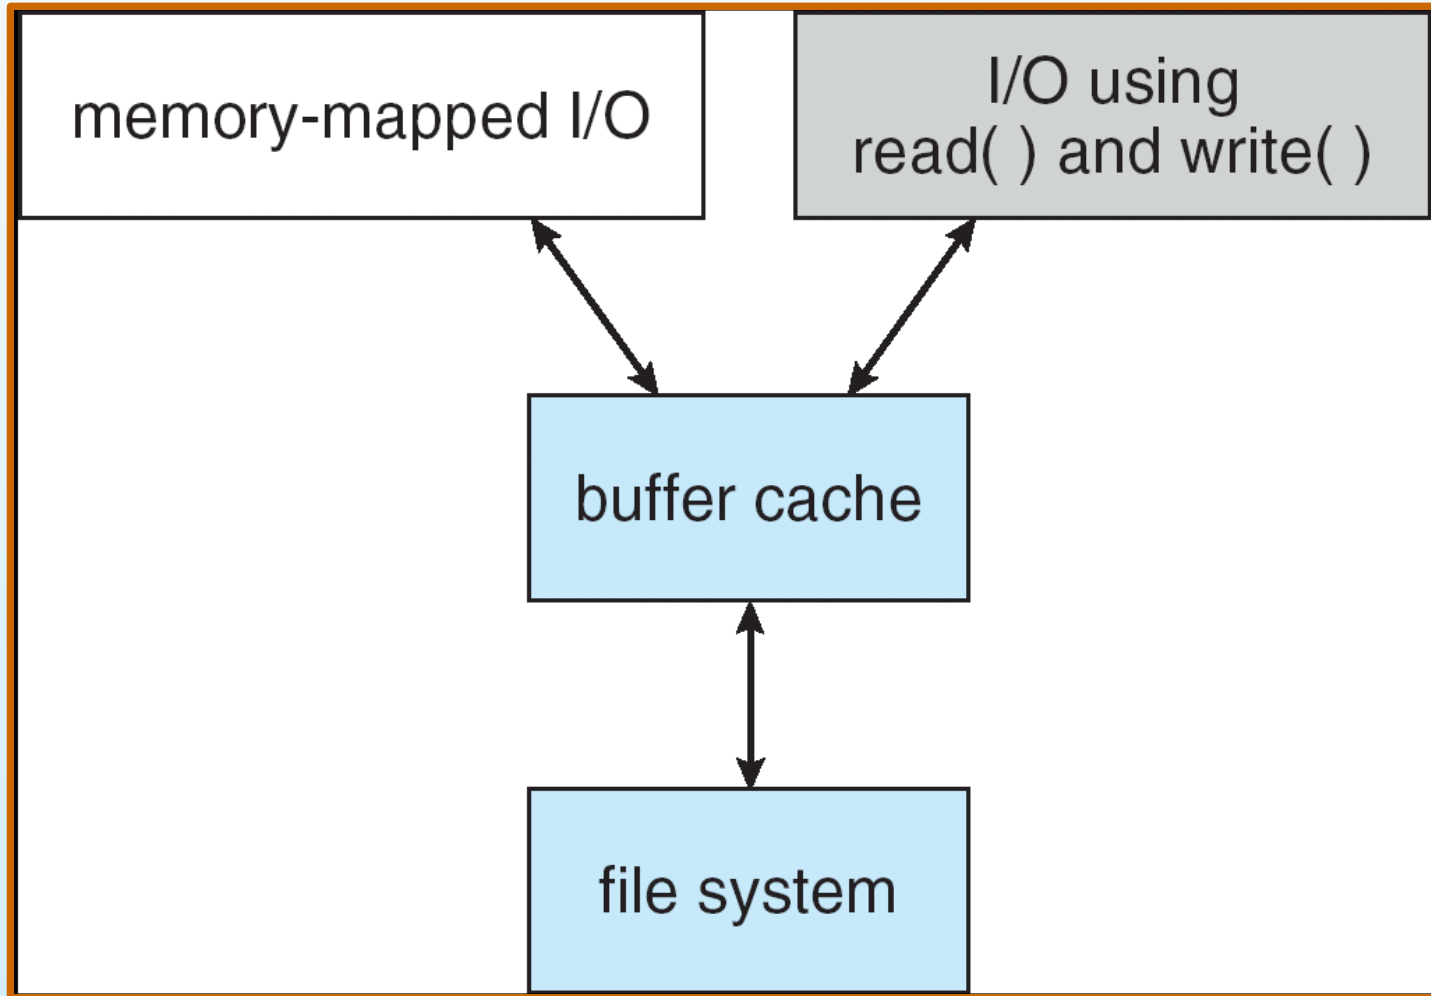 memory-mapped I/O
I/O using
read( ) and write( )
buffer cache
file system